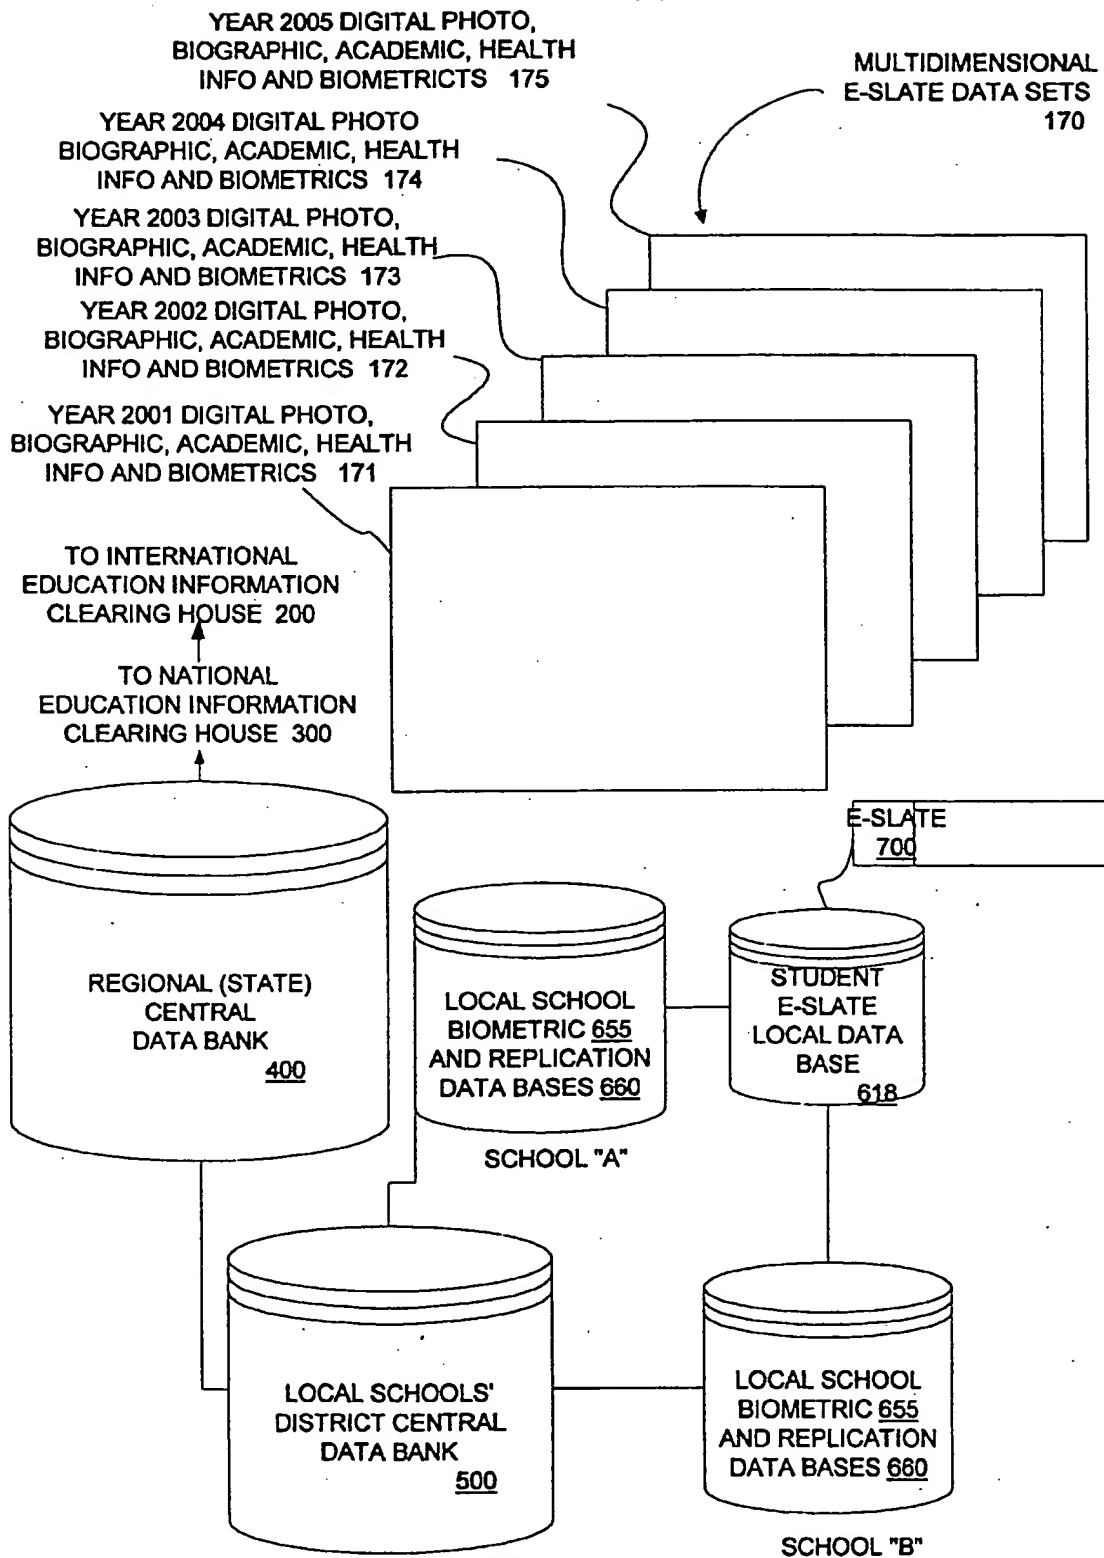 YEAR 2005 DIGITAL PHOTO,
BIOGRAPHIC, ACADEMIC, HEALTH
INFO AND BIOMETRICTS 175
MULTIDIMENSIONAL
E-SLATE DATA SETS
170
YEAR 2004 DIGITAL PHOTO
BIOGRAPHIC, ACADEMIC, HEALTH
INFO AND BIOMETRICS 174
YEAR 2003 DIGITAL PHOTO,
BIOGRAPHIC, ACADEMIC, HEALTH
INFO AND BIOMETRICS 173
YEAR 2002 DIGITAL PHOTO,
BIOGRAPHIC, ACADEMIC, HEALTH
INFO AND BIOMETRICS 172
YEAR 2001 DIGITAL PHOTO,
BIOGRAPHIC, ACADEMIC, HEALTH
INFO AND BIOMETRICS 171
TO INTERNATIONAL
EDUCATION INFORMATION
CLEARING HOUSE 200
TO NATIONAL
EDUCATION INFORMATION
CLEARING HOUSE 300
E-SLATE
700
REGIONAL (STATE)
CENTRAL
DATA BANK
400
LOCAL SCHOOL
BIOMETRIC 655
AND REPLICATION
DATA BASES 660
SCHOOL "A"
STUDENT
E-SLATE
LOCAL DATA
BASE
618
LOCAL SCHOOLS'
DISTRICT CENTRAL
DATA BANK
500
LOCAL SCHOOL
BIOMETRIC 655
AND REPLICATION
DATA BASES 660
SCHOOL "B"